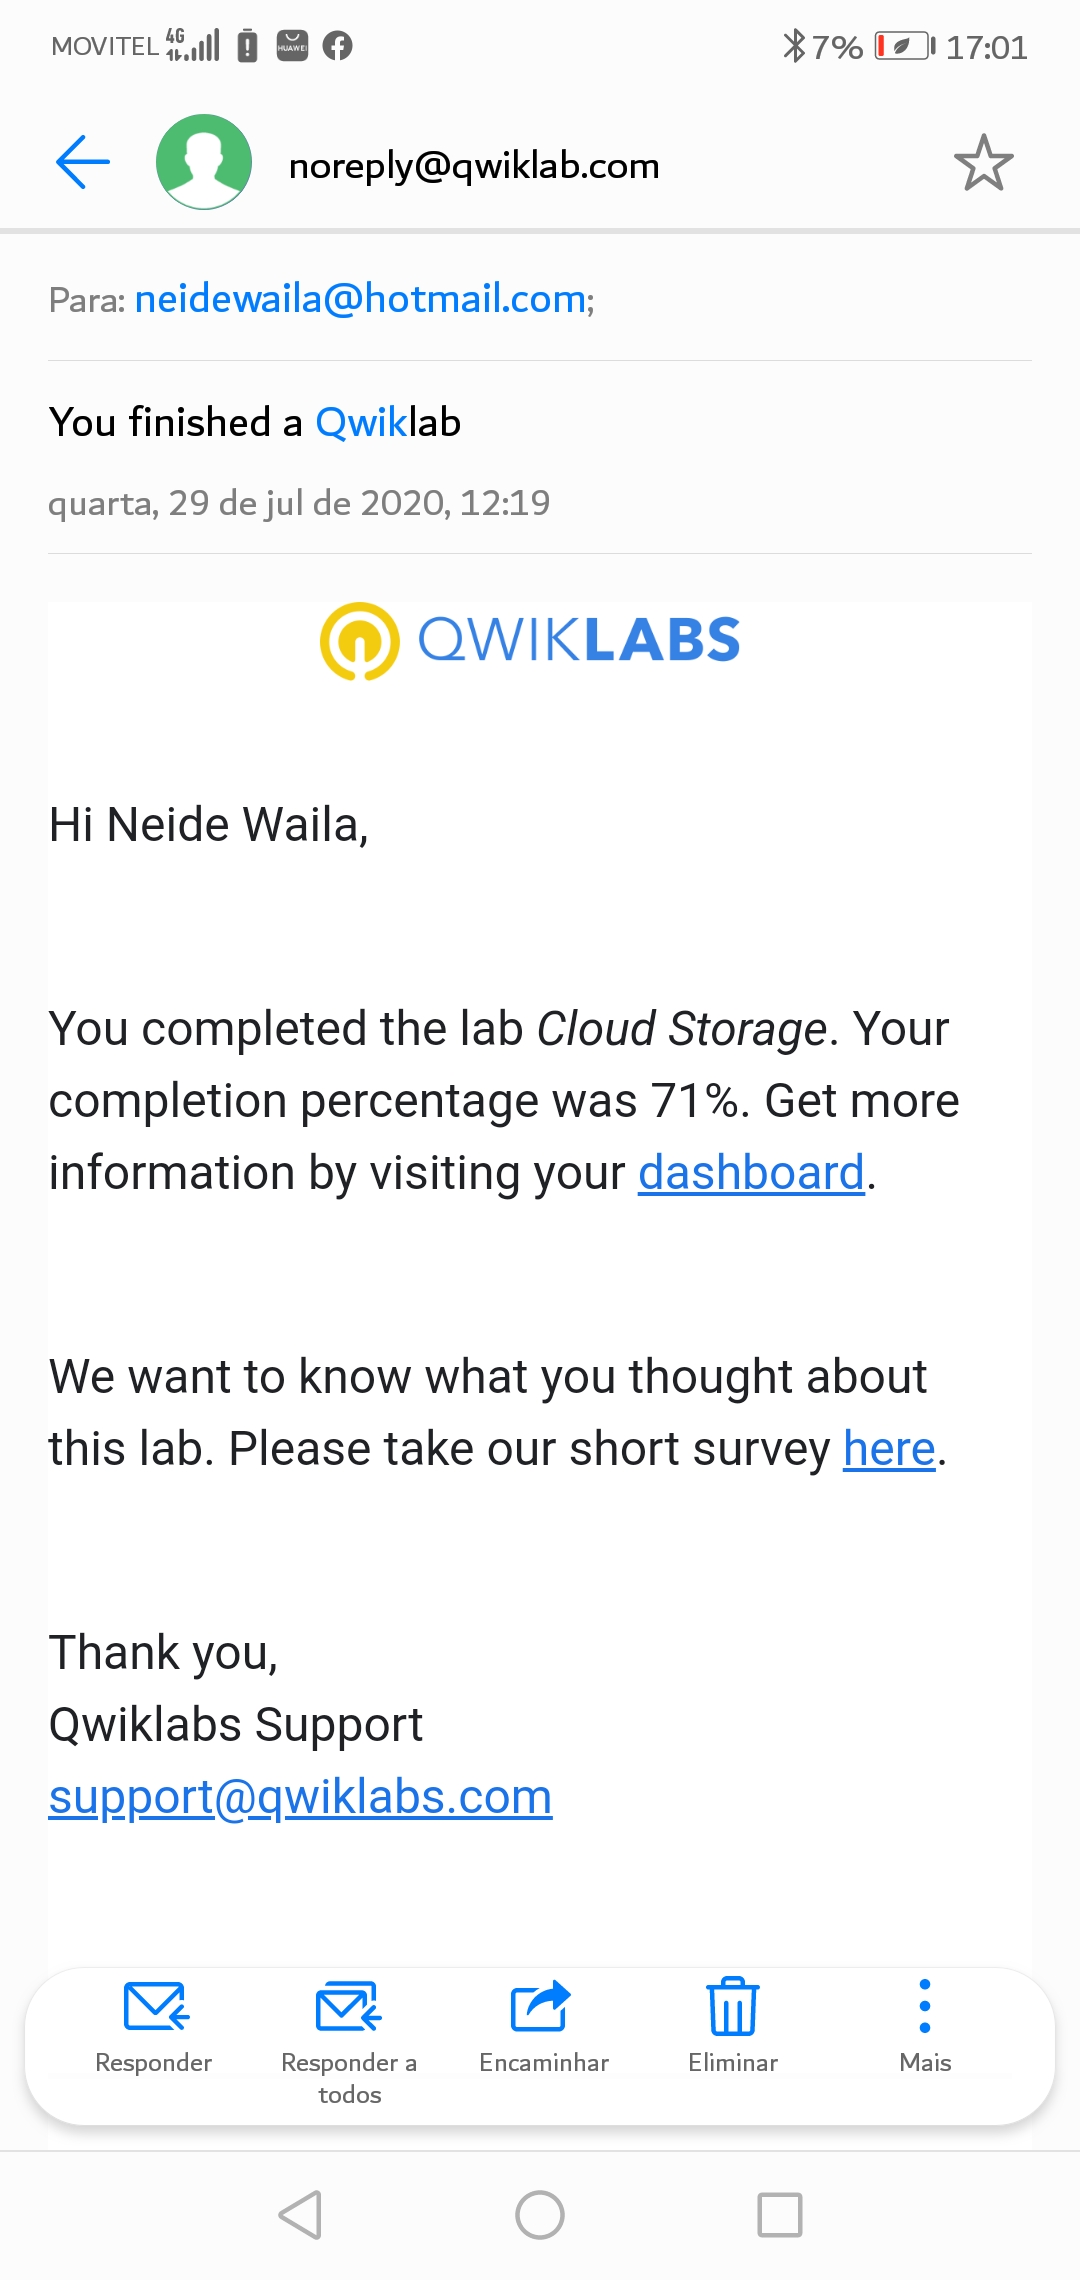 MOVITEL 4G HUAWEI 7% 17:01
noreply@qwiklab.com
Para: neidewaila@hotmail.com;
You finished a Qwiklab
quarta, 29 de jul de 2020, 12:19
QWIKLABS
Hi Neide Waila,
You completed the lab Cloud Storage. Your
completion percentage was 71%. Get more
information by visiting your dashboard.
We want to know what you thought about
this lab. Please take our short survey here.
Thank you,
Qwiklabs Support
support@qwiklabs.com
Responder Responder a Encaminhar Eliminar Mais
todos